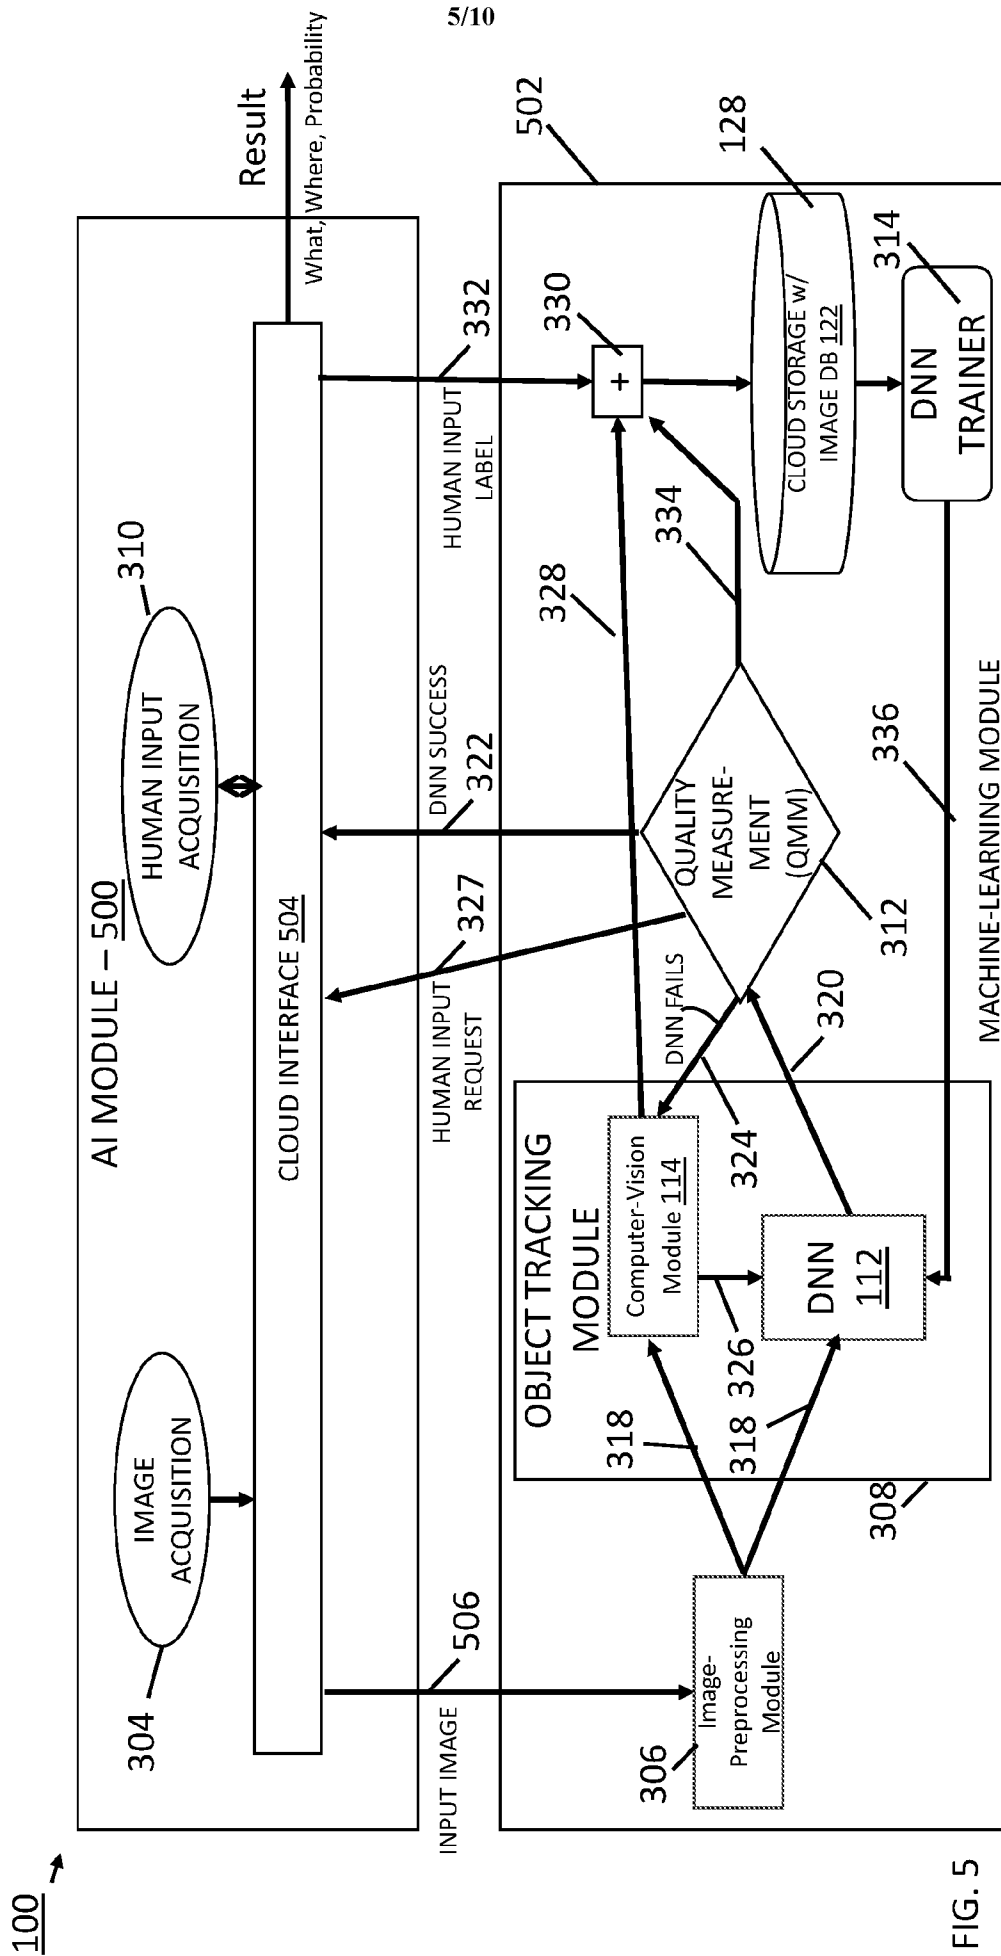 5/10
100
AI MODULE – 500
304
IMAGE
ACQUISITION
HUMAN INPUT
ACQUISITION
310
CLOUD INTERFACE 504
Result
What, Where, Probability
INPUT IMAGE
506
HUMAN INPUT
REQUEST
327
DNN SUCCESS
322
HUMAN INPUT
LABEL
332
502
306
Image-
Preprocessing
Module
318
318
308
OBJECT TRACKING
MODULE
Computer-Vision
Module 114
326
DNN
112
324
DNN FAILS
320
QUALITY
MEASURE-
MENT
(QMM)
312
328
334
330
+
CLOUD STORAGE w/
IMAGE DB 122
128
DNN
TRAINER
314
336
MACHINE-LEARNING MODULE
FIG. 5